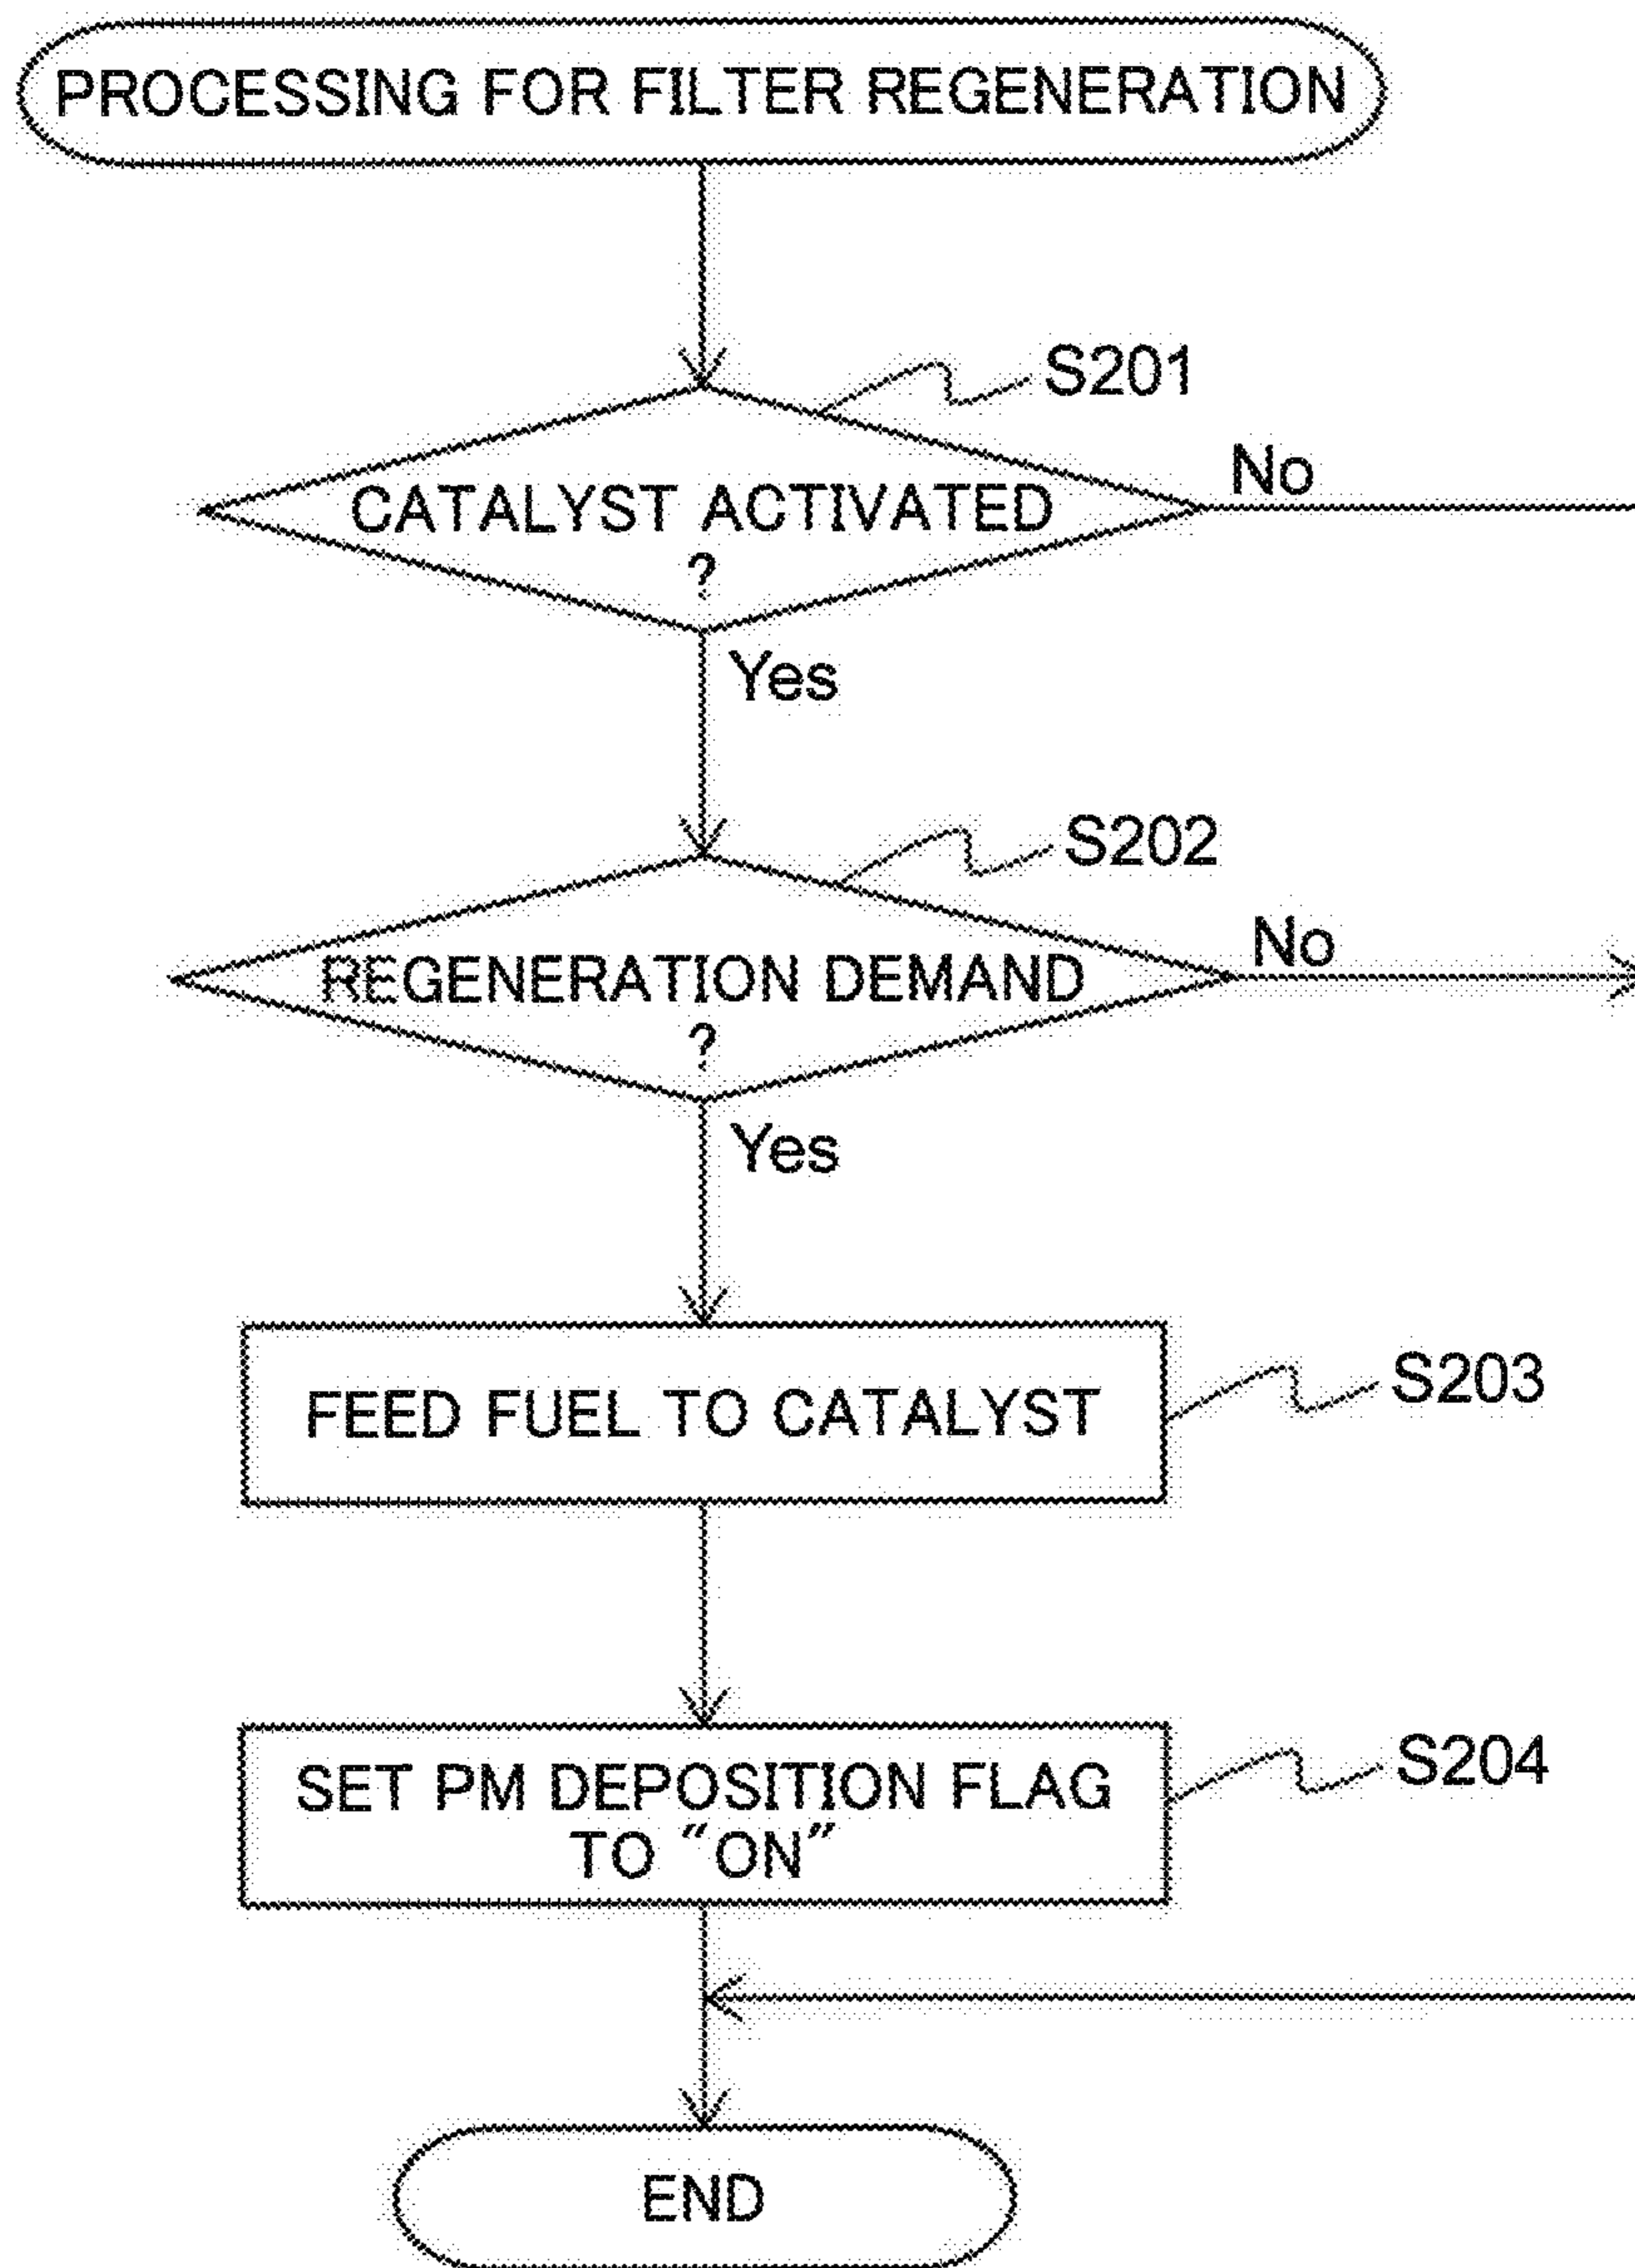 PROCESSING FOR FILTER REGENERATION
S201
CATALYST ACTIVATED
?
No
Yes
S202
REGENERATION DEMAND
?
No
Yes
FEED FUEL TO CATALYST
S203
SET PM DEPOSITION FLAG
TO “ON”
S204
END